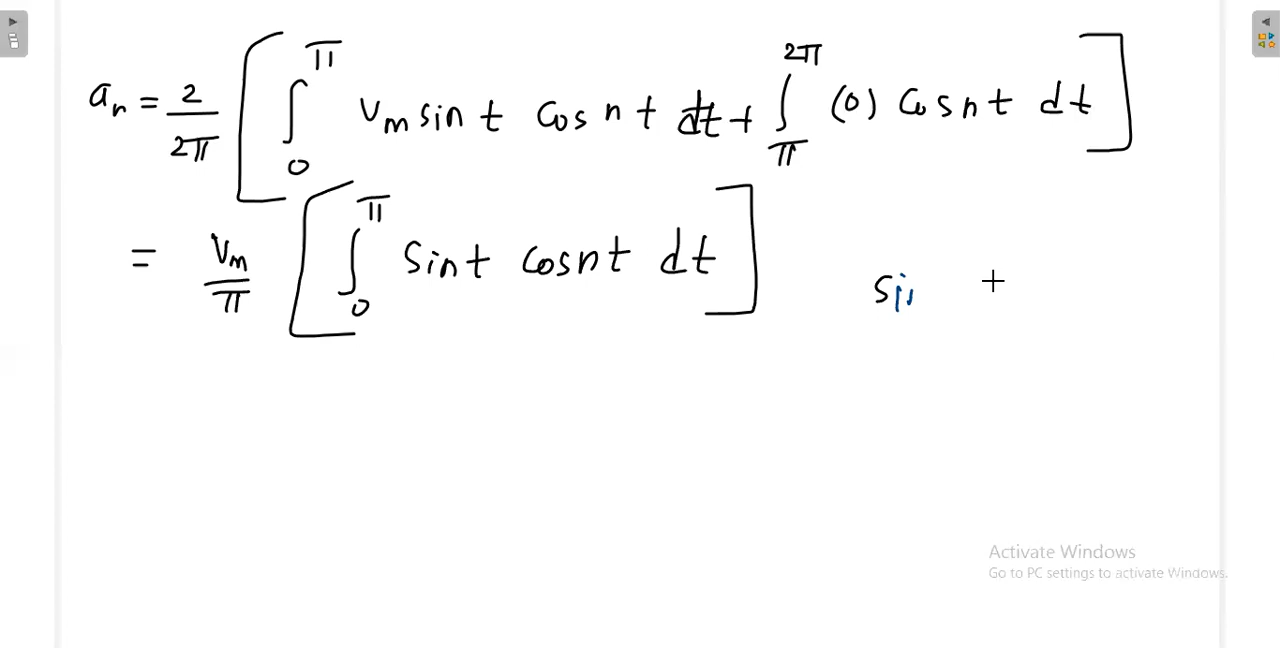 aₙ = 2/2π [ ∫₀^π Vₘ sin t cos n t dt + ∫_π^2π (0) cos n t dt ]
= Vₘ/π [ ∫₀^π sin t cos n t dt ]
Activate Windows
Go to PC settings to activate Windows.